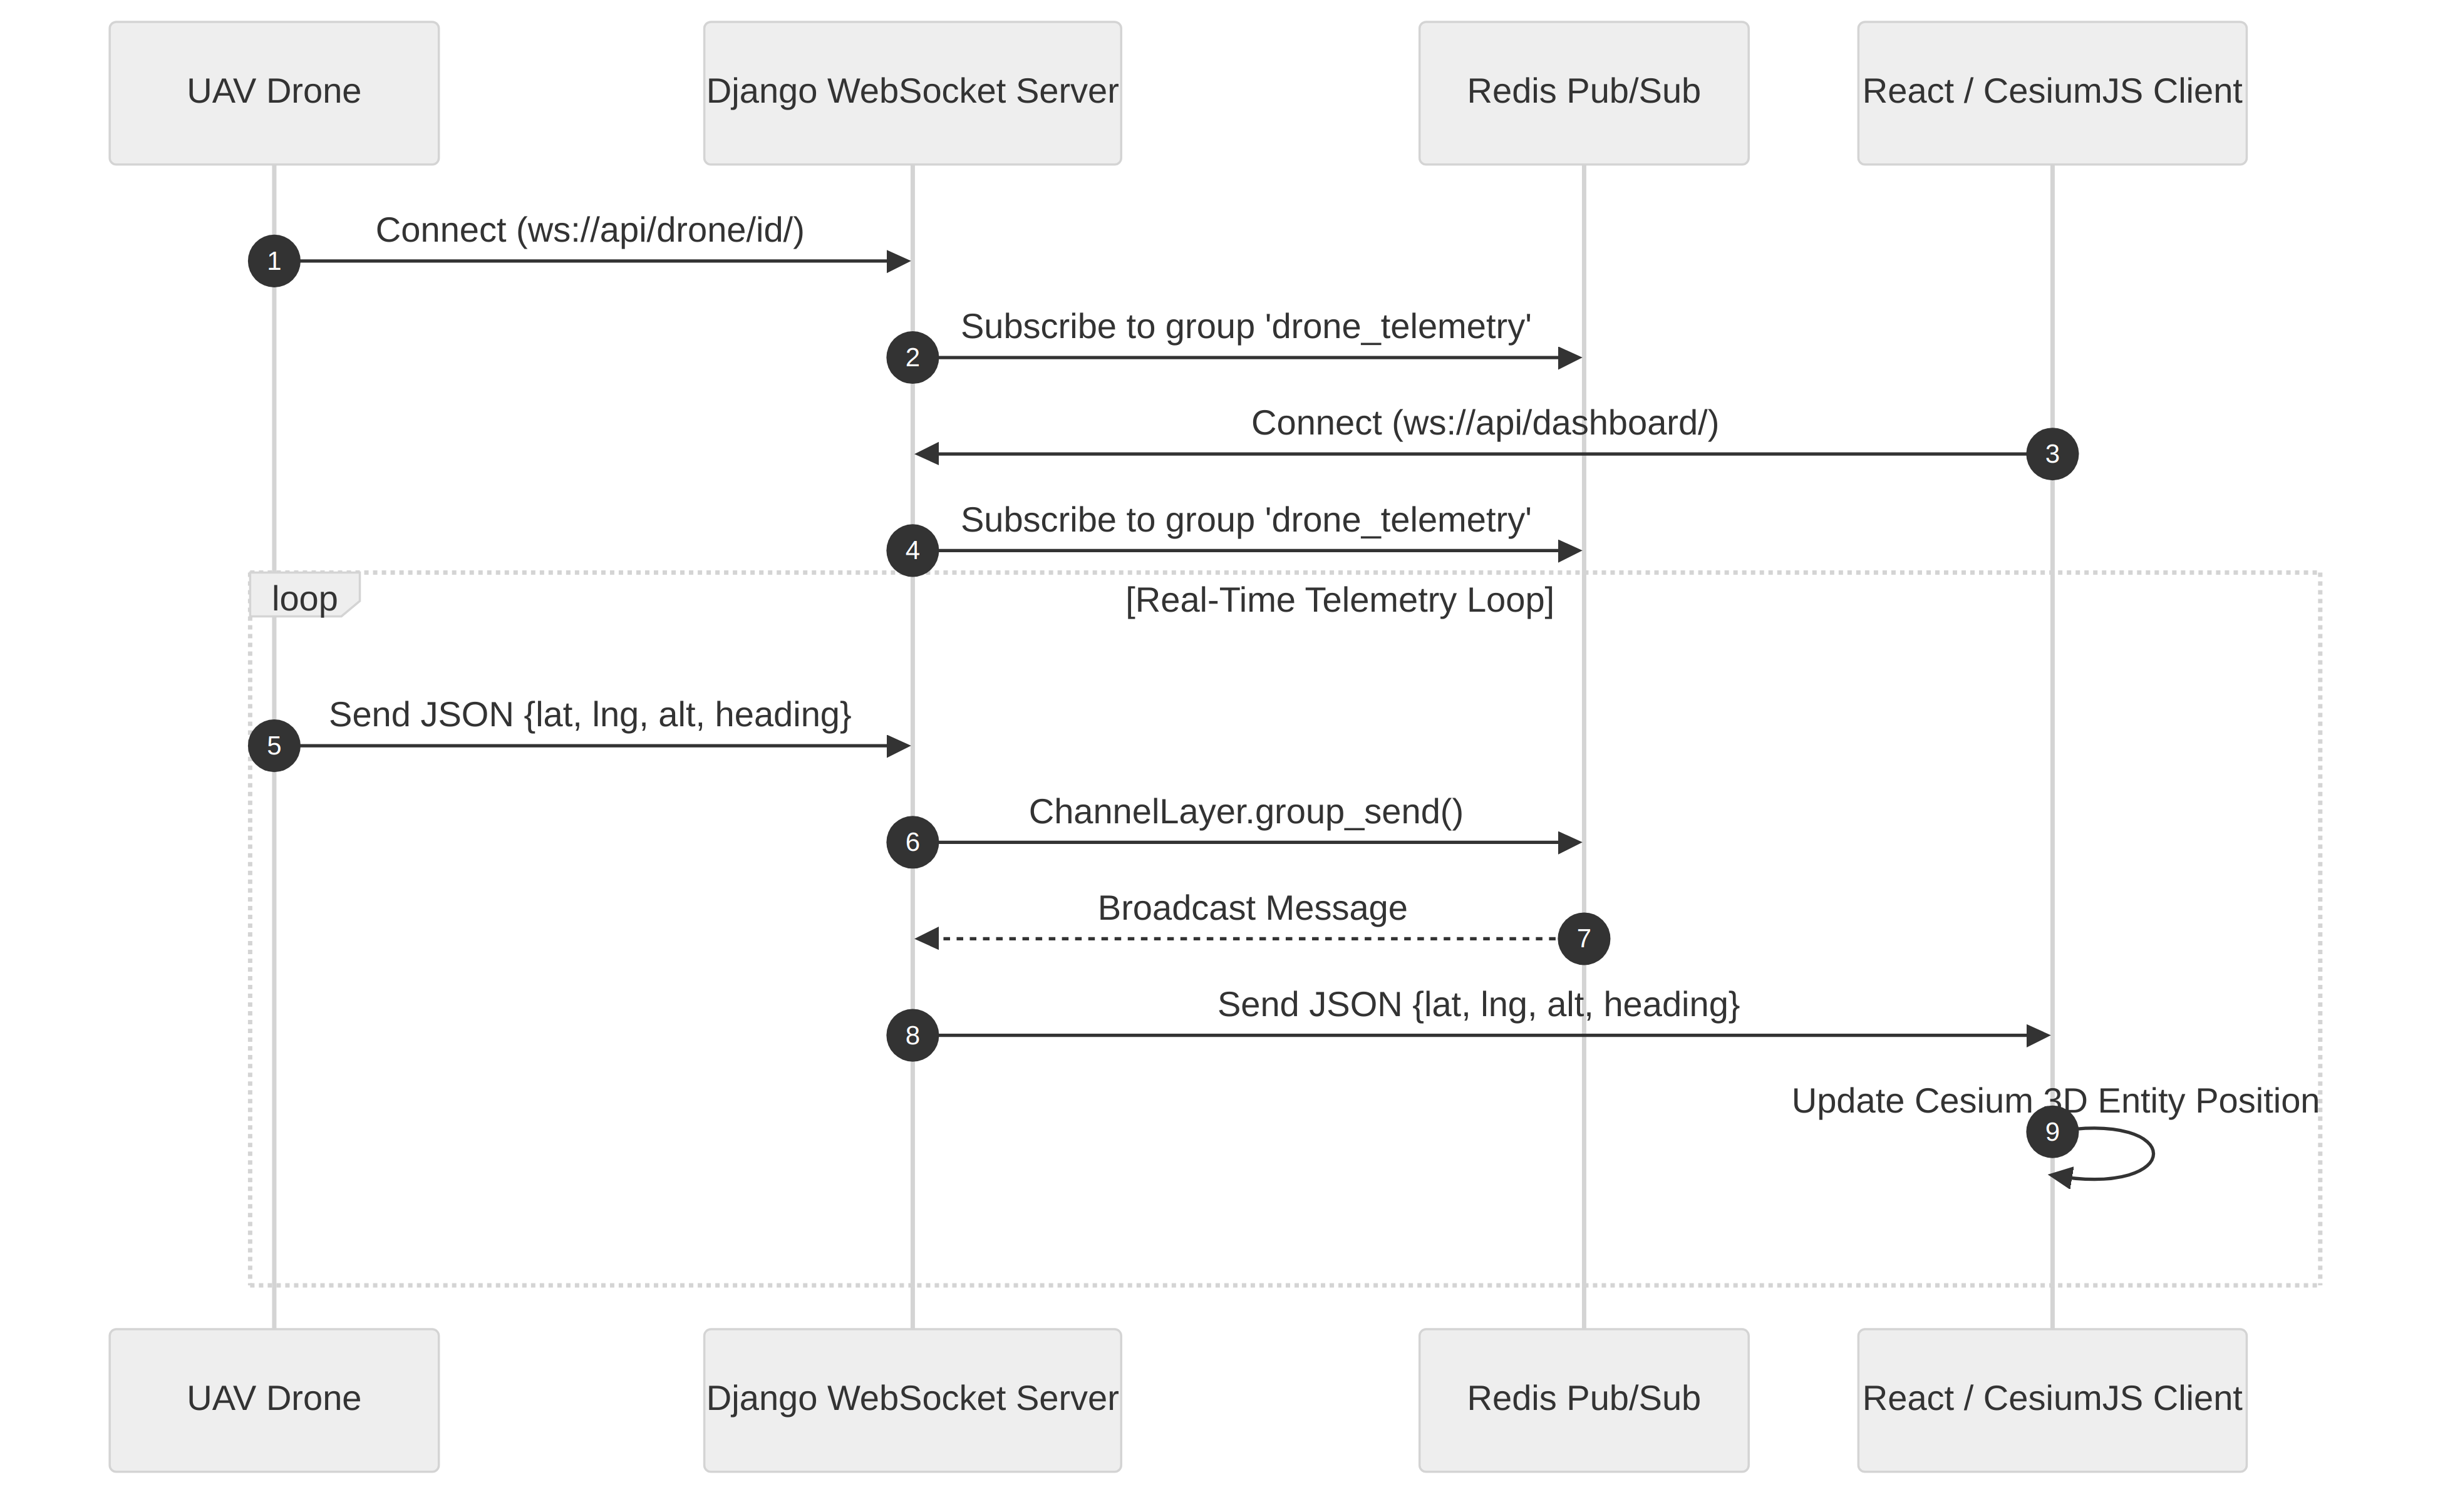 UAV Drone
Django WebSocket Server
Redis Pub/Sub
React / CesiumJS Client
Connect (ws://api/drone/id/)
1
Subscribe to group 'drone_telemetry'
2
Connect (ws://api/dashboard/)
3
Subscribe to group 'drone_telemetry'
4
loop
[Real-Time Telemetry Loop]
Send JSON {lat, lng, alt, heading}
5
ChannelLayer.group_send()
6
Broadcast Message
7
Send JSON {lat, lng, alt, heading}
8
Update Cesium 3D Entity Position
9
UAV Drone
Django WebSocket Server
Redis Pub/Sub
React / CesiumJS Client